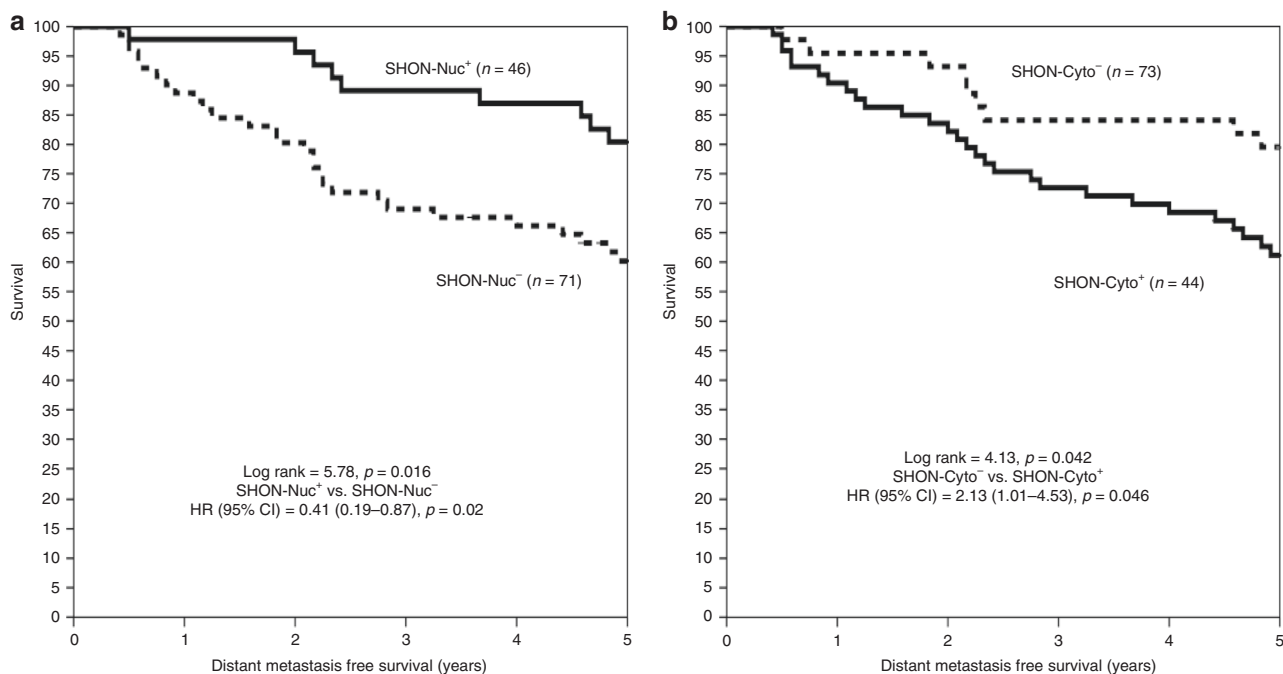 a
100
95
90
85
80
75
70
65
60
55
50
45
40
35
30
25
20
15
10
5
0
Survival
SHON-Nuc⁺ (n = 46)
SHON-Nuc⁻ (n = 71)
Log rank = 5.78, p = 0.016
SHON-Nuc⁺ vs. SHON-Nuc⁻
HR (95% CI) = 0.41 (0.19–0.87), p = 0.02
0 1 2 3 4 5
Distant metastasis free survival (years)
b
100
95
90
85
80
75
70
65
60
55
50
45
40
35
30
25
20
15
10
5
0
Survival
SHON-Cyto⁻ (n = 73)
SHON-Cyto⁺ (n = 44)
Log rank = 4.13, p = 0.042
SHON-Cyto⁻ vs. SHON-Cyto⁺
HR (95% CI) = 2.13 (1.01–4.53), p = 0.046
0 1 2 3 4 5
Distant metastasis free survival (years)